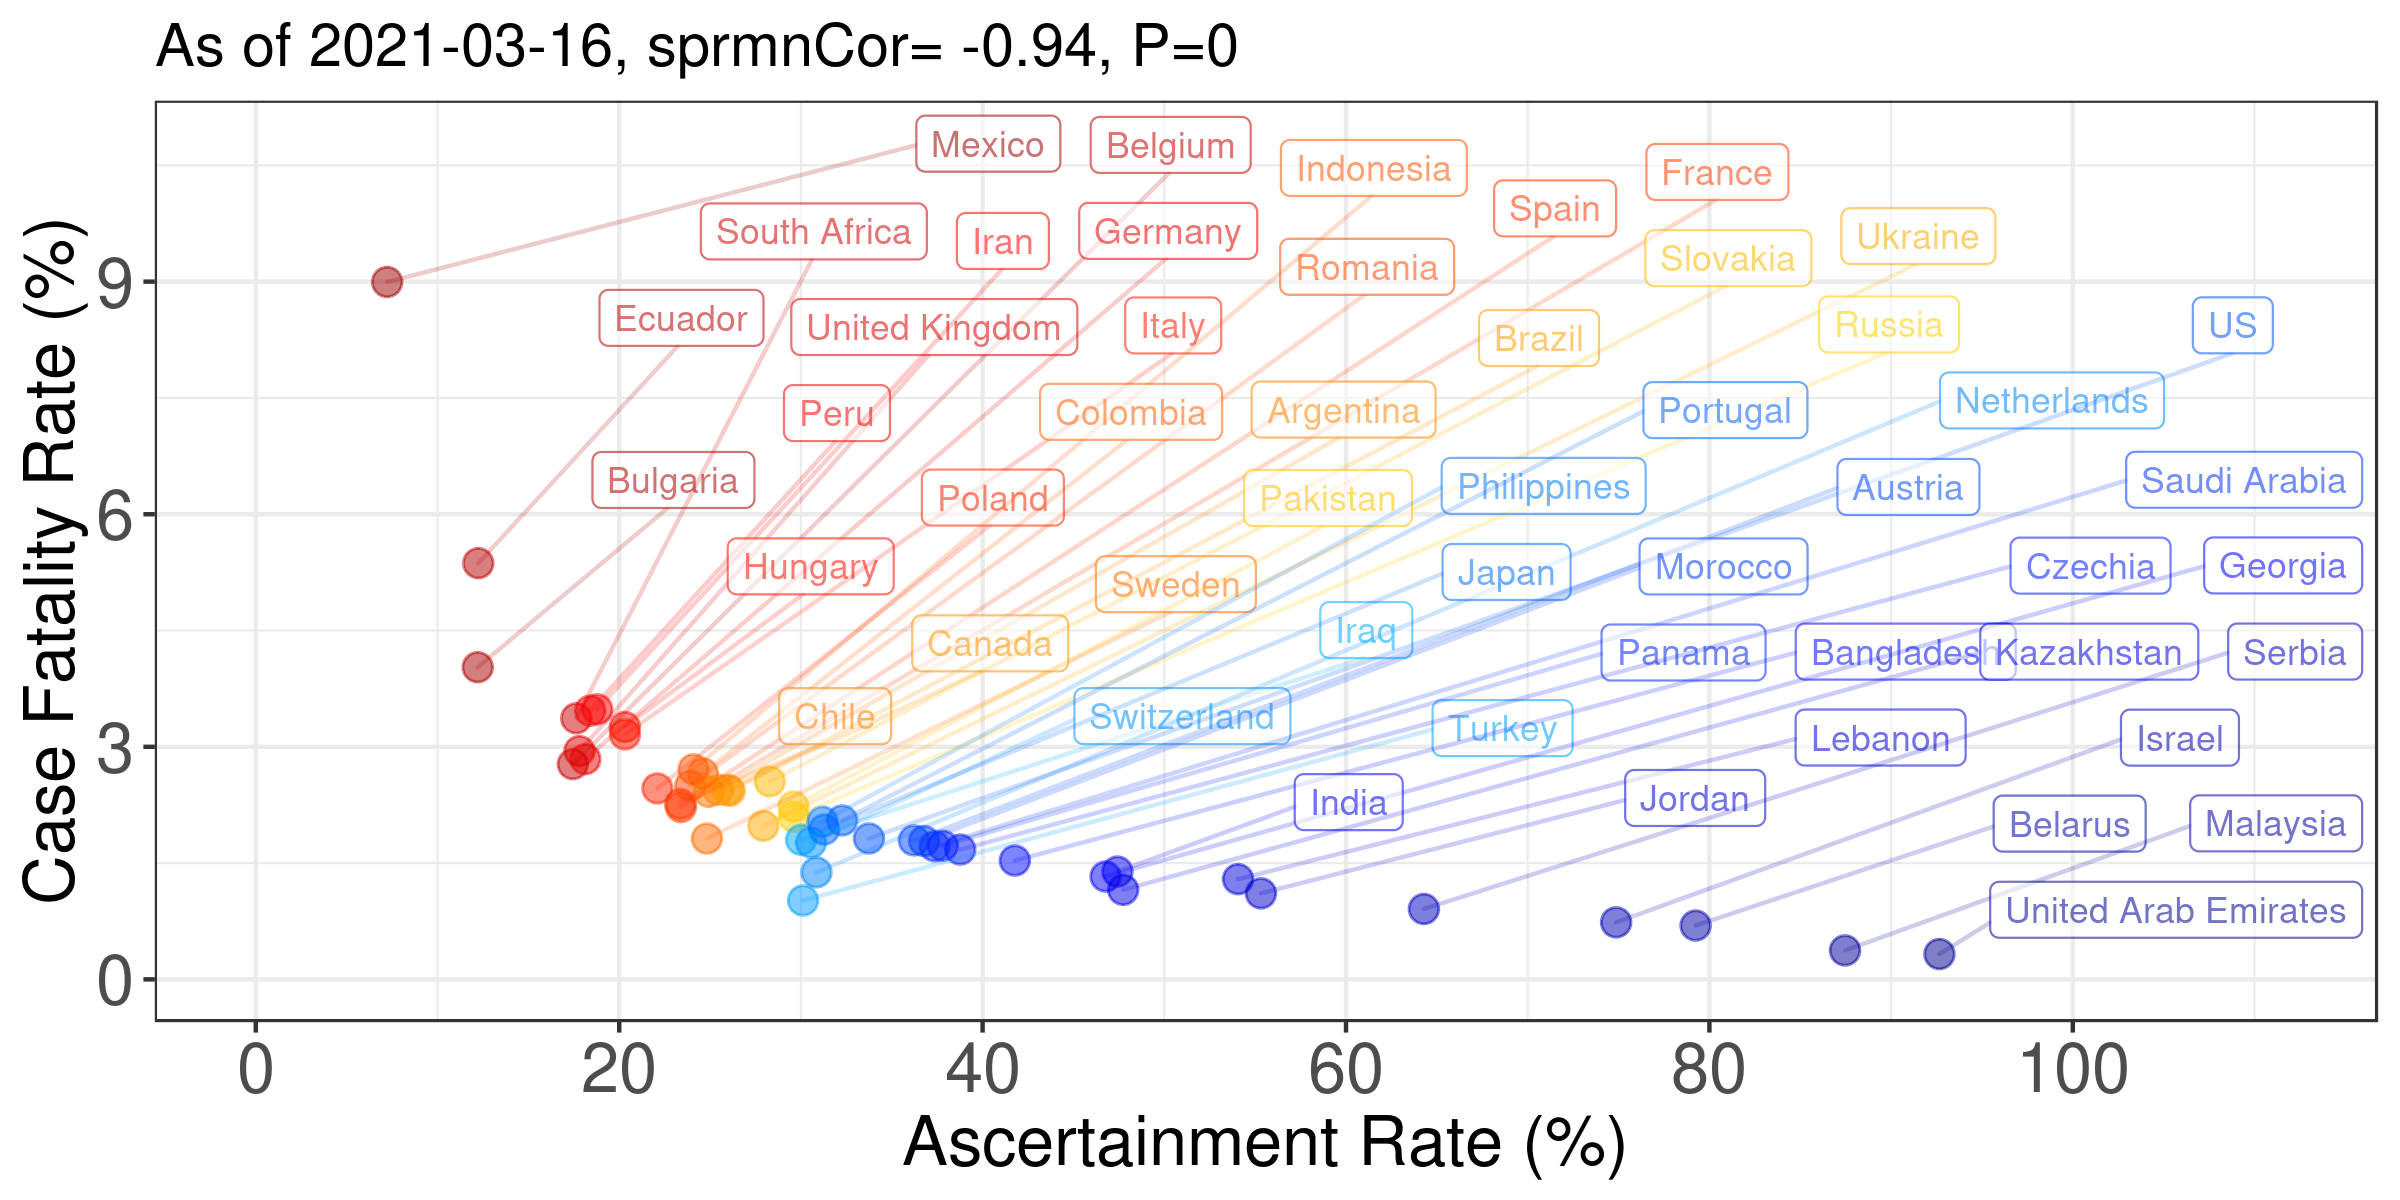 As of 2021-03-16, sprmnCor= -0.94, P=0
Mexico
Belgium
Indonesia
France
Spain
South Africa
Iran
Germany
Ukraine
Slovakia
Romania
Ecuador
United Kingdom
Italy
Brazil
Russia
US
Peru
Colombia
Argentina
Portugal
Netherlands
Bulgaria
Poland
Pakistan
Philippines
Austria
Saudi Arabia
Hungary
Sweden
Japan
Morocco
Czechia
Georgia
Canada
Iraq
Panama
Bangladesh
Kazakhstan
Serbia
Chile
Switzerland
Turkey
Lebanon
Israel
India
Jordan
Belarus
Malaysia
United Arab Emirates
9
6
3
0
Case Fatality Rate (%)
0 20 40 60 80 100
Ascertainment Rate (%)